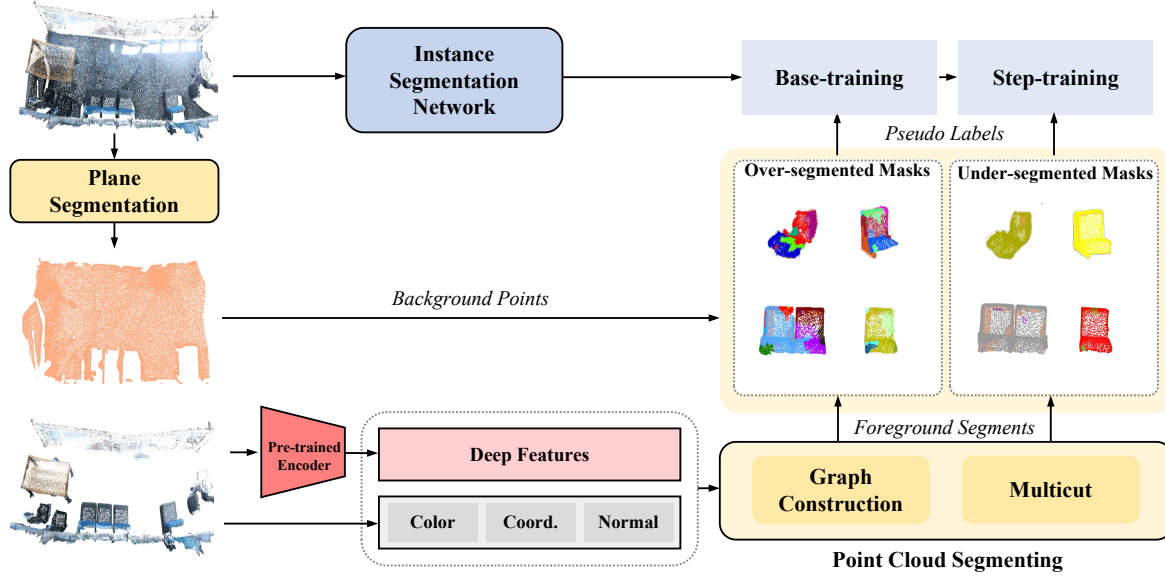 Instance
Segmentation
Network
Base-training
Step-training
Pseudo Labels
Plane
Segmentation
Over-segmented Masks
Under-segmented Masks
Background Points
Foreground Segments
Pre-trained
Encoder
Deep Features
Color
Coord.
Normal
Graph
Construction
Multicut
Point Cloud Segmenting